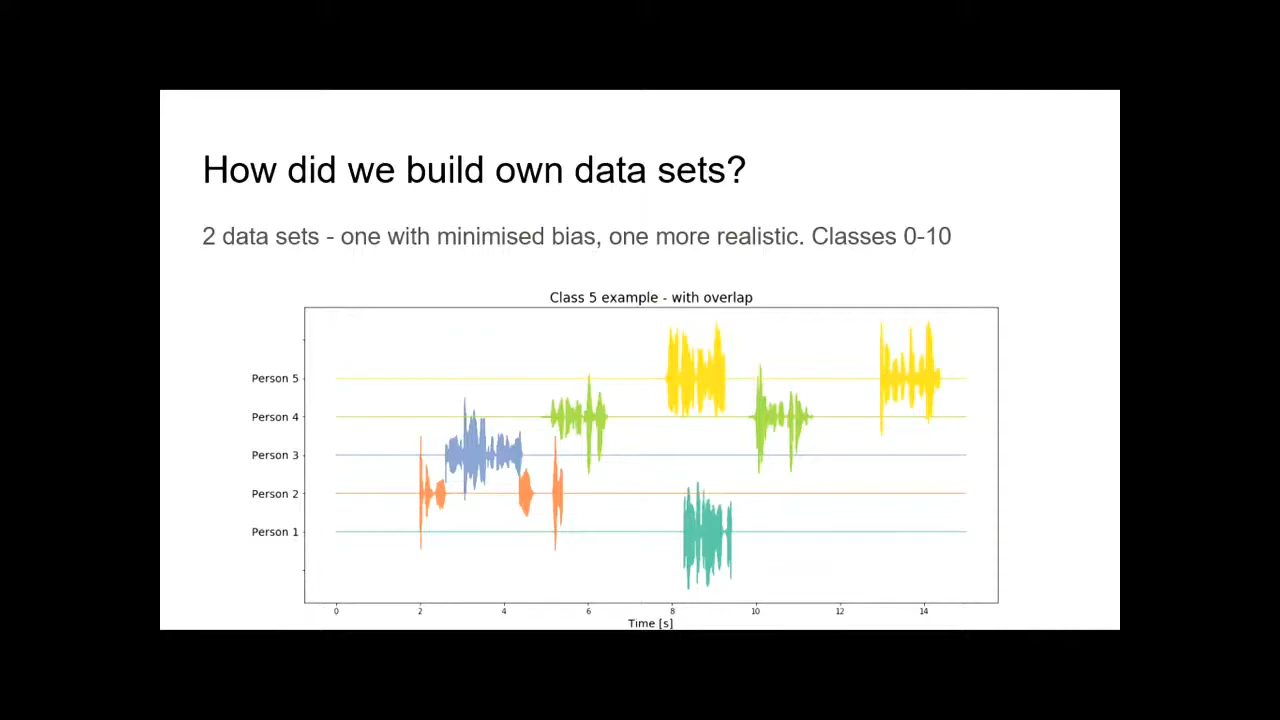 How did we build own data sets?
2 data sets - one with minimised bias, one more realistic. Classes 0-10
Class 5 example - with overlap
Person 5
Person 4
Person 3
Person 2
Person 1
0 2 4 6 8 10 12 14
Time [s]